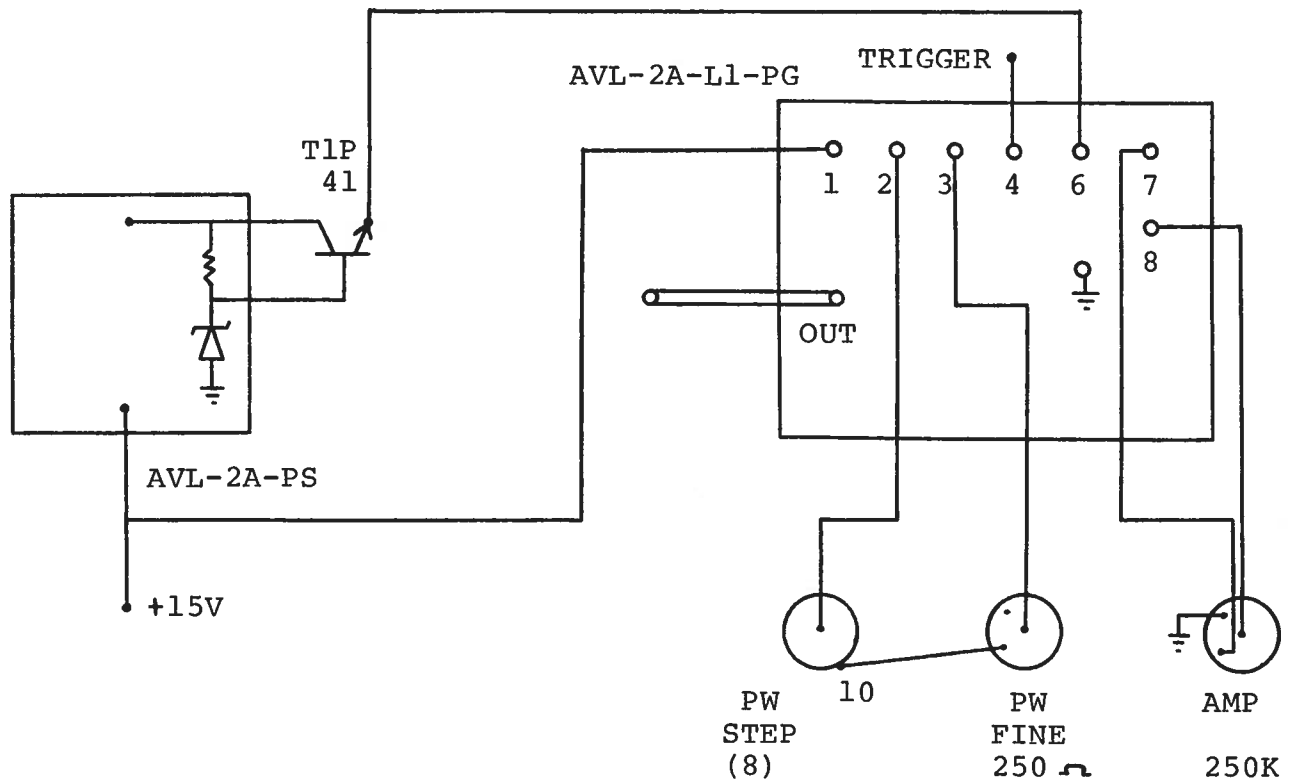 TRIGGER
AVL-2A-L1-PG
T1P
41
1 2 3 4 6 7
8
OUT
AVL-2A-PS
+15V
10
PW
STEP
(8)
PW
FINE
250 Ω
AMP
250K